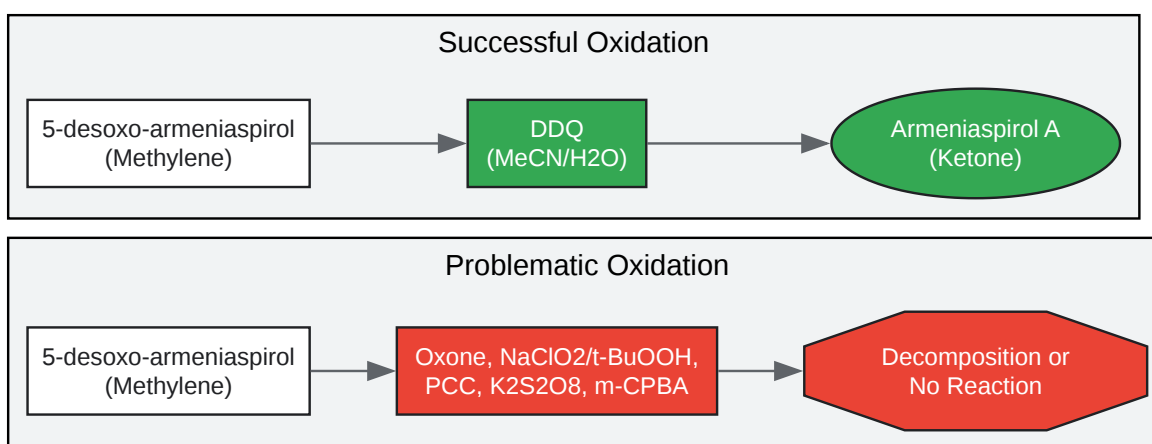 Successful Oxidation
5-desoxo-armeniaspirol
(Methylene)
DDQ
(MeCN/H2O)
Armeniaspirol A
(Ketone)
Problematic Oxidation
5-desoxo-armeniaspirol
(Methylene)
Oxone, NaClO2/t-BuOOH,
PCC, K2S2O8, m-CPBA
Decomposition or
No Reaction